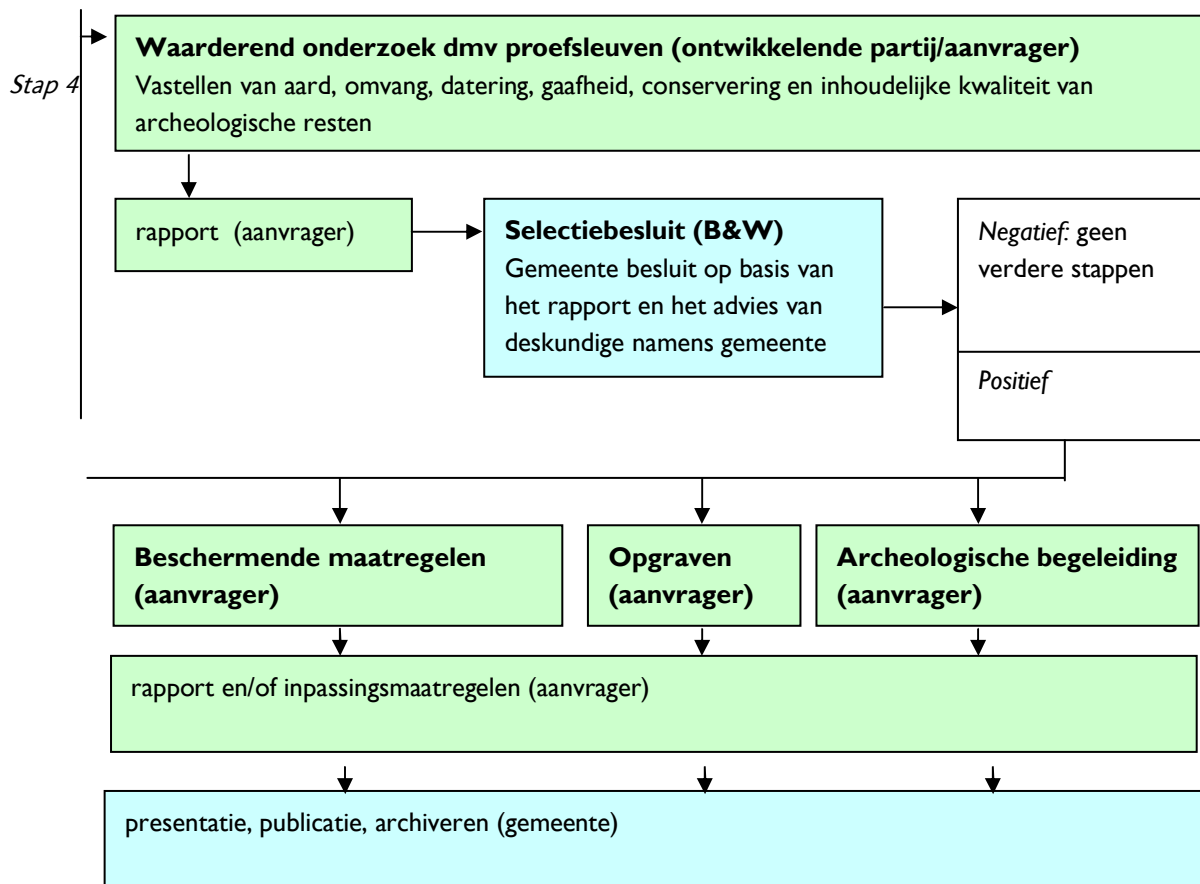 Waarderend onderzoek dmv proefsleuven (ontwikkelende partij/aanvrager)
Stap 4
Vastellen van aard, omvang, datering, gaafheid, conservering en inhoudelijke kwaliteit van
archeologische resten
rapport (aanvrager)
Selectiebesluit (B&W)
Gemeente besluit op basis van
het rapport en het advies van
deskundige namens gemeente
Negatief: geen
verdere stappen
Positief
Beschermende maatregelen
(aanvrager)
Opgraven
(aanvrager)
Archeologische begeleiding
(aanvrager)
rapport en/of inpassingsmaatregelen (aanvrager)
presentatie, publicatie, archiveren (gemeente)